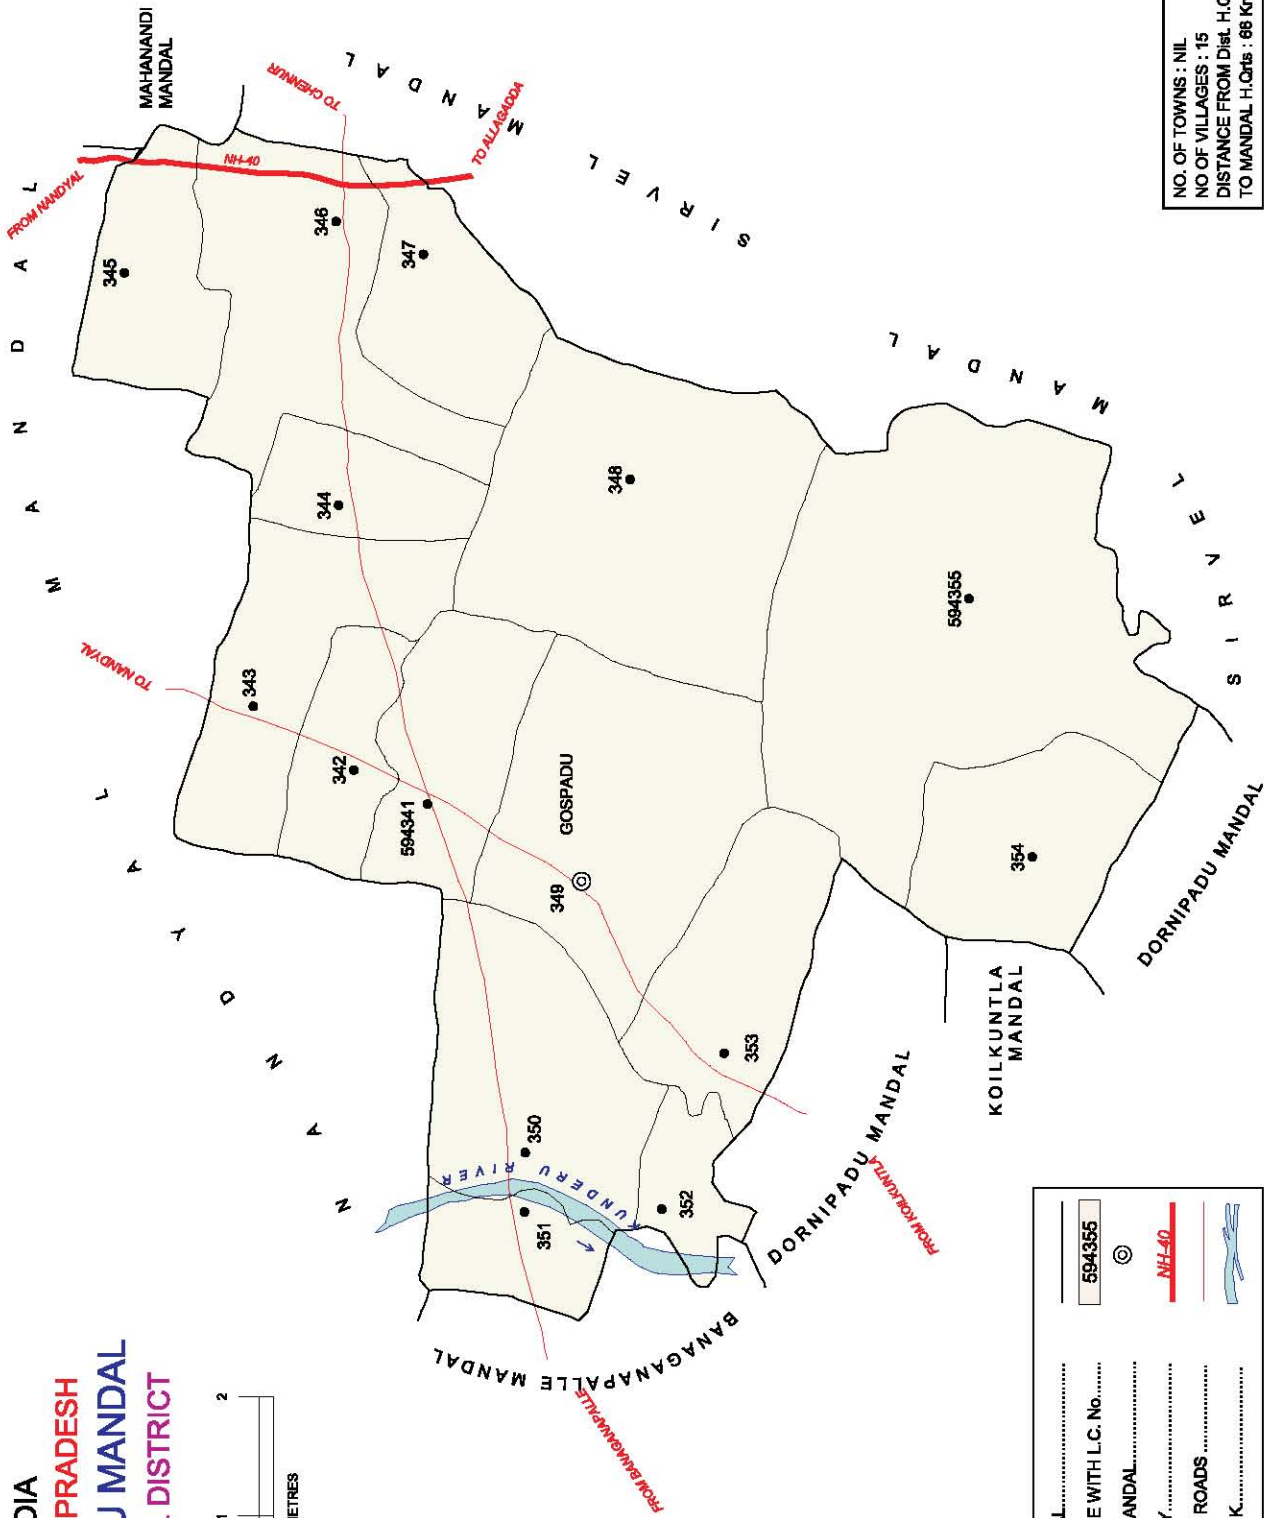 DIA
PRADESH
U MANDAL
DISTRICT
1 2
ETRES
NANDYAL MANDAL
MAHANANDI
MANDAL
FROM NANDYAL
NH-40
TO CHENNUR
TO ALLAGADDA
SIRVEL MANDAL
SIRVEL MANDAL
TO NANDYAL
345
346
347
344
343
342
594341
348
GOSPADU
349
594355
354
353
350
351
352
KUNDERU RIVER
BANAGANAPALLE MANDAL
FROM BANAGANAPALLE
DORNIPADU MANDAL
FROM KOILKUNTLA
KOILKUNTLA
MANDAL
DORNIPADU MANDAL
NO. OF TOWNS : NIL
NO OF VILLAGES : 15
DISTANCE FROM Dist. H.Q
TO MANDAL H.Qrts : 66 Km
L
E WITH L.C. No. 594355
ANDAL
Y NH-40
ROADS
K